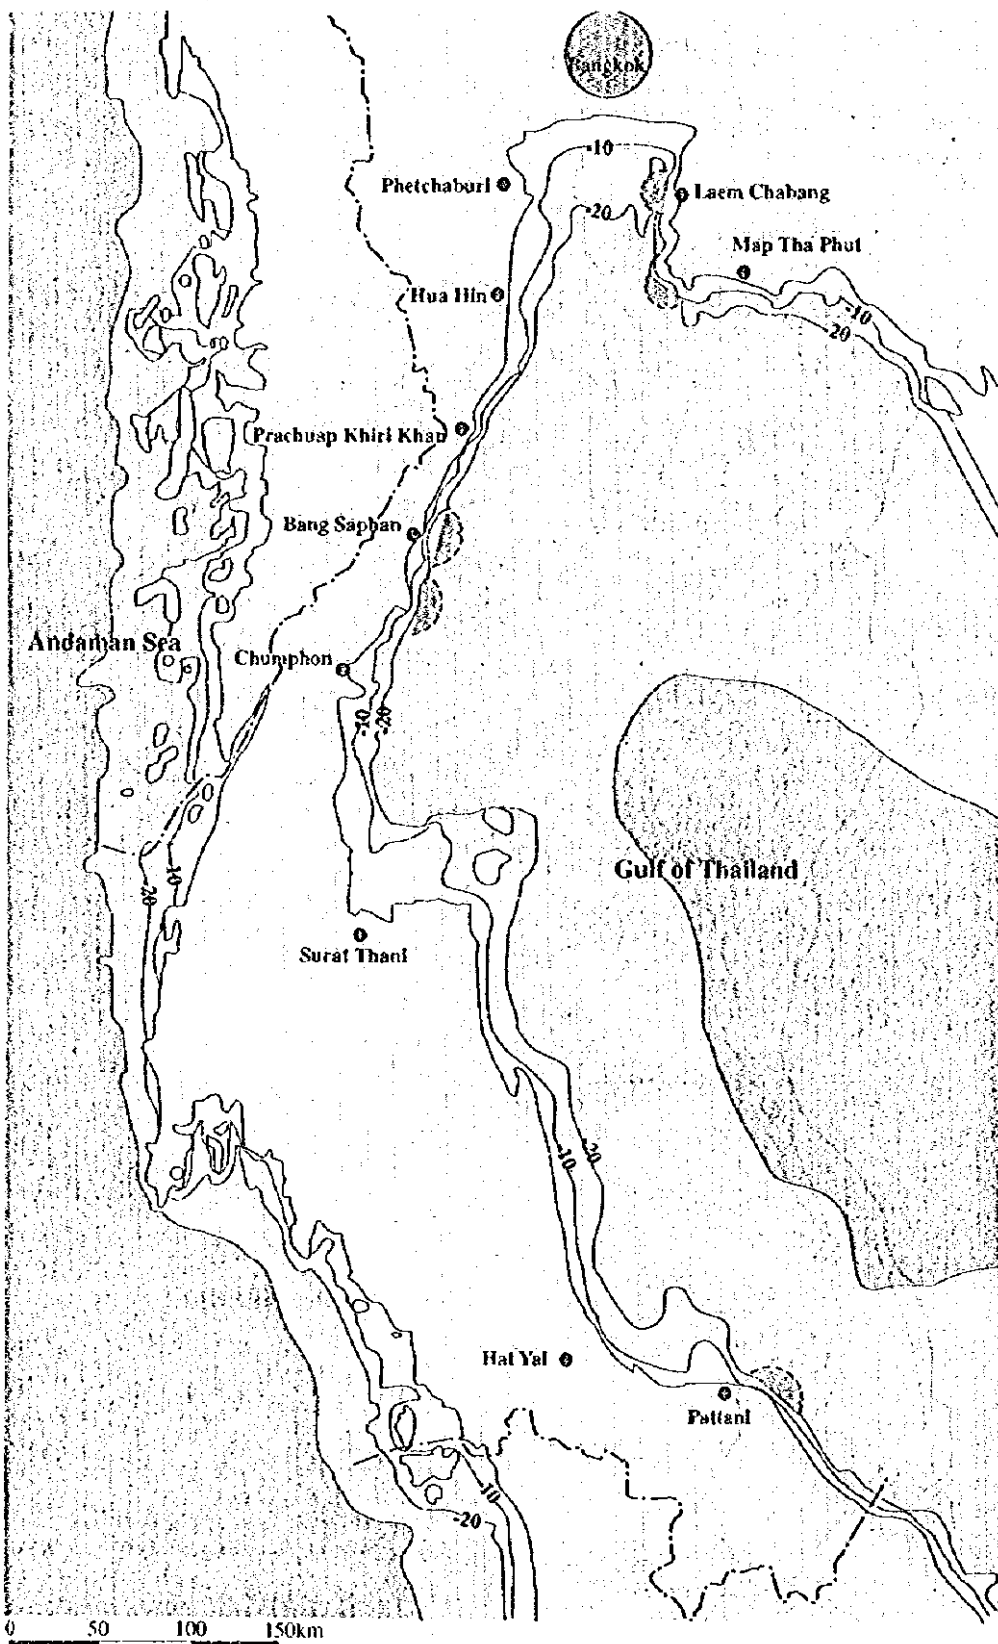 Bangkok
-10
Phetchaburi
Laem Chabang
-20
Map Tha Phut
Hua Hin
-10
-20
Prachuap Khiri Khan
Bang Saphan
Andaman Sea
Chumphon
-10
-20
Gulf of Thailand
-10
-20
Surat Thani
-10
-20
Hat Yai
Pattani
-10
-20
0 50 100 150km